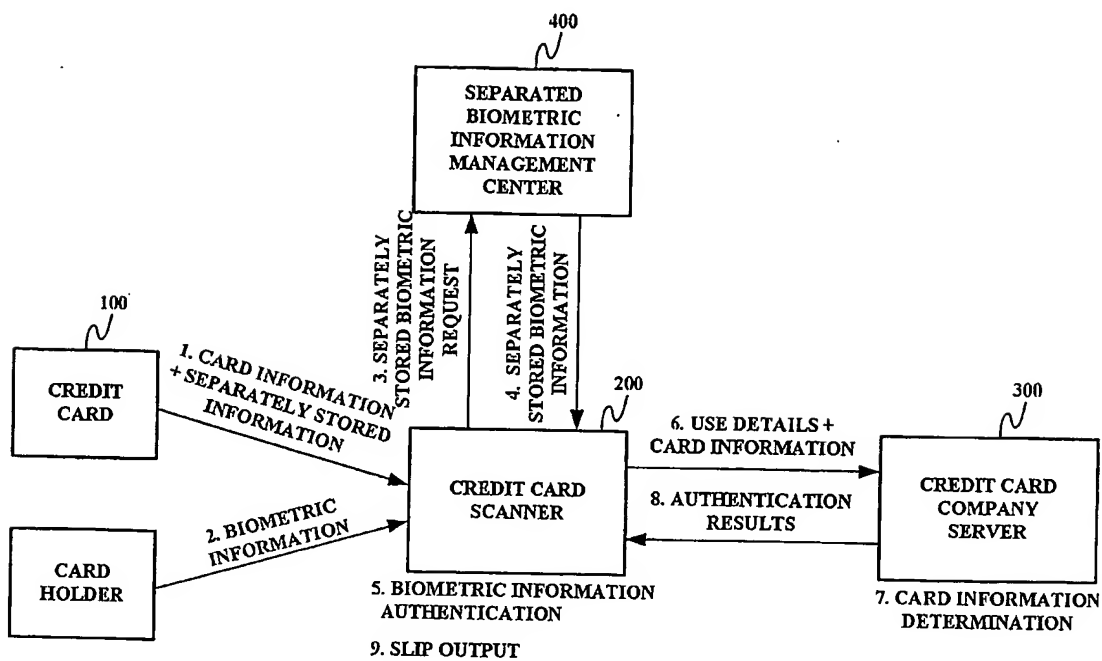 400
SEPARATED
BIOMETRIC
INFORMATION
MANAGEMENT
CENTER
3. SEPARATELY
STORED BIOMETRIC
INFORMATION
REQUEST
4. SEPARATELY
STORED BIOMETRIC
INFORMATION
100
CREDIT
CARD
1. CARD INFORMATION
+ SEPARATELY STORED
INFORMATION
200
CREDIT CARD
SCANNER
6. USE DETAILS +
CARD INFORMATION
8. AUTHENTICATION
RESULTS
300
CREDIT CARD
COMPANY
SERVER
CARD
HOLDER
2. BIOMETRIC
INFORMATION
5. BIOMETRIC INFORMATION
AUTHENTICATION
7. CARD INFORMATION
DETERMINATION
9. SLIP OUTPUT